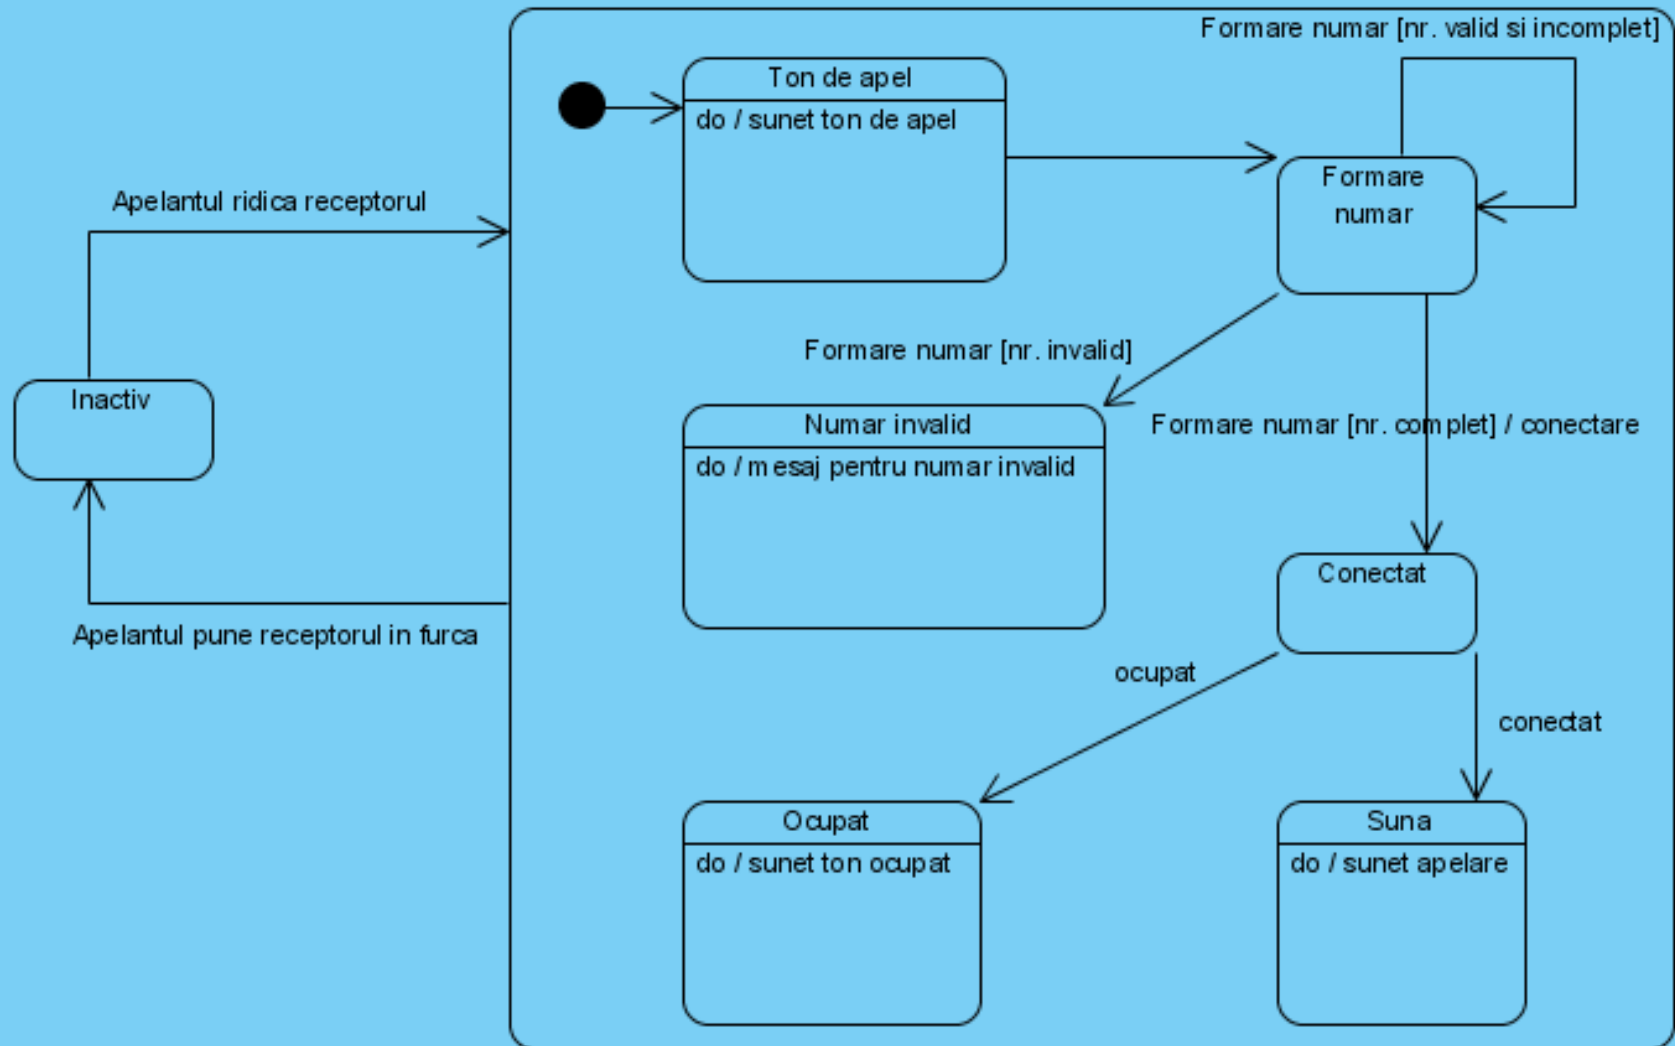 Formare numar [nr. valid si incomplet]
Ton de apel
do / sunet ton de apel
Formare
numar
Apelantul ridica receptorul
Formare numar [nr. invalid]
Inactiv
Numar invalid
Formare numar [nr. complet] / conectare
do / mesaj pentru numar invalid
Conectat
Apelantul pune receptorul in furca
ocupat
conectat
Ocupat
Suna
do / sunet ton ocupat
do / sunet apelare